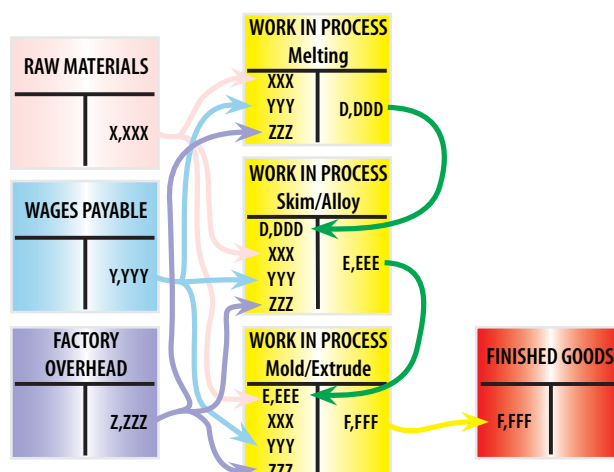 RAW MATERIALS
X,XXX
WAGES PAYABLE
Y,YYY
FACTORY
OVERHEAD
Z,ZZZ
WORK IN PROCESS
Melting
XXX
YYY
ZZZ
D,DDD
WORK IN PROCESS
Skim/Alloy
D,DDD
XXX
YYY
ZZZ
E,EEE
WORK IN PROCESS
Mold/Extrude
E,EEE
XXX
YYY
ZZZ
F,FFF
FINISHED GOODS
F,FFF